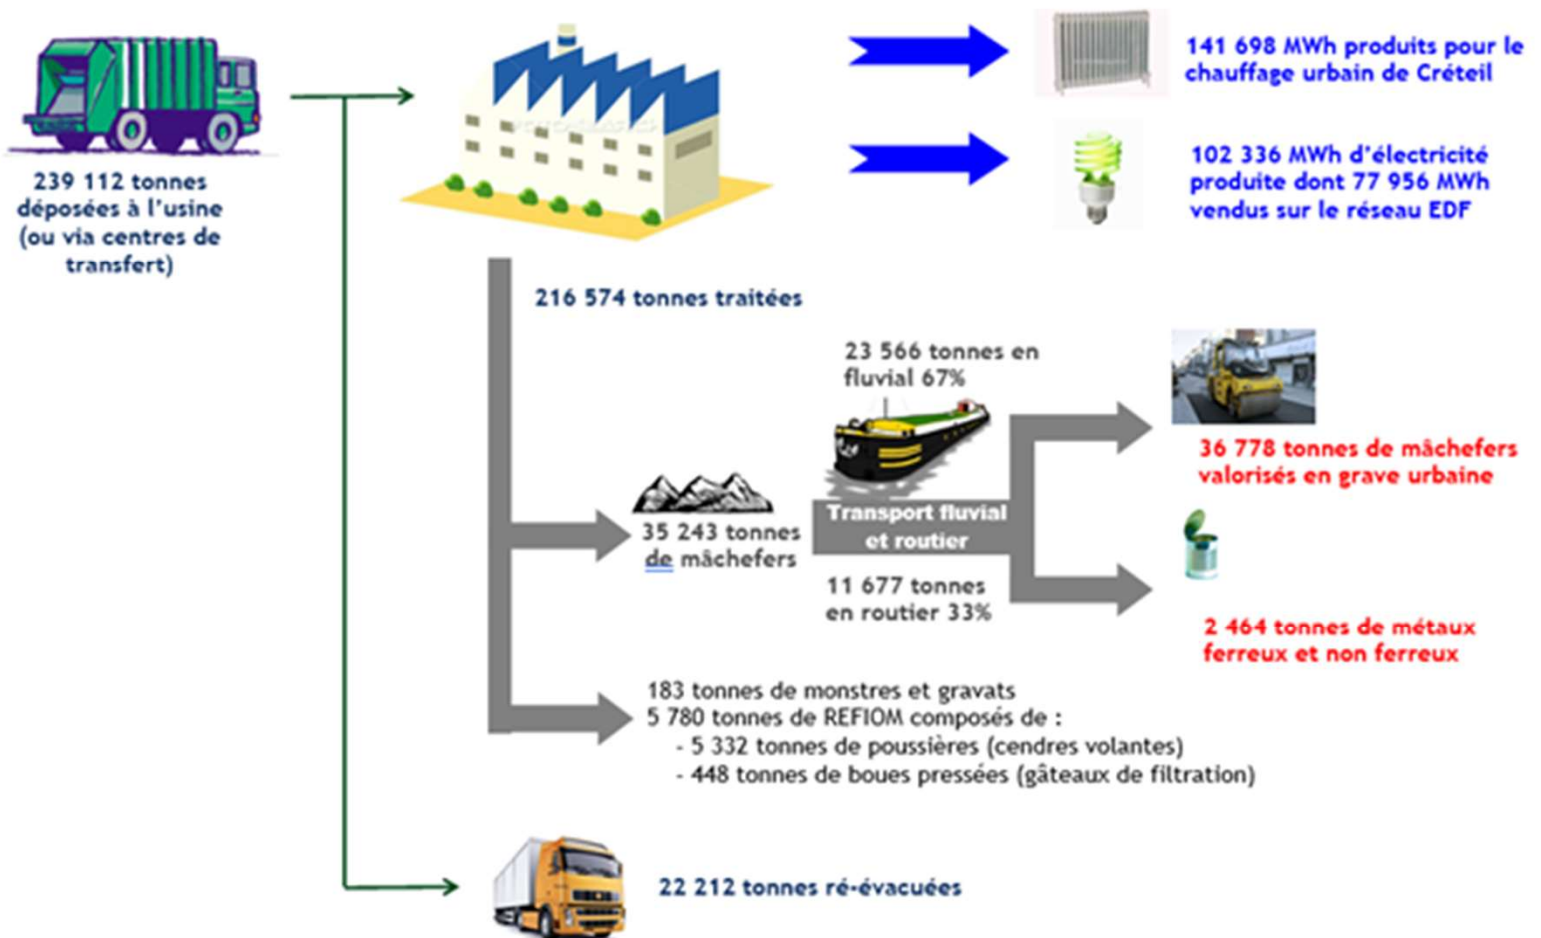 239 112 tonnes
déposées à l'usine
(ou via centres de
transfert)
141 698 MWh produits pour le
chauffage urbain de Créteil
102 336 MWh d'électricité
produite dont 77 956 MWh
vendus sur le réseau EDF
216 574 tonnes traitées
23 566 tonnes en
fluvial 67%
36 778 tonnes de mâchefers
valorisés en grave urbaine
35 243 tonnes
de mâchefers
Transport fluvial
et routier
11 677 tonnes
en routier 33%
2 464 tonnes de métaux
ferreux et non ferreux
183 tonnes de monstres et gravats
5 780 tonnes de REFIOM composés de :
- 5 332 tonnes de poussières (cendres volantes)
- 448 tonnes de boues pressées (gâteaux de filtration)
22 212 tonnes ré-évacuées